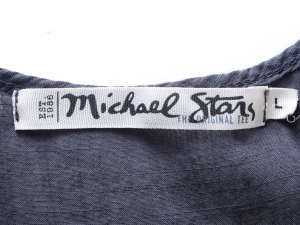 EST.
1986
Michael Stars
THE ORIGINAL TEE
L